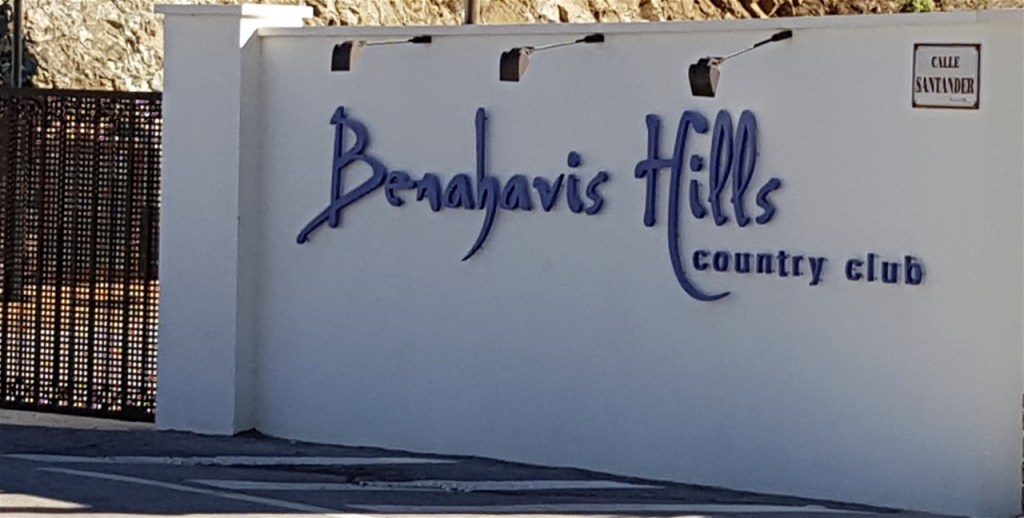 Benahavis Hills
country club
CALLE
SANTANDER